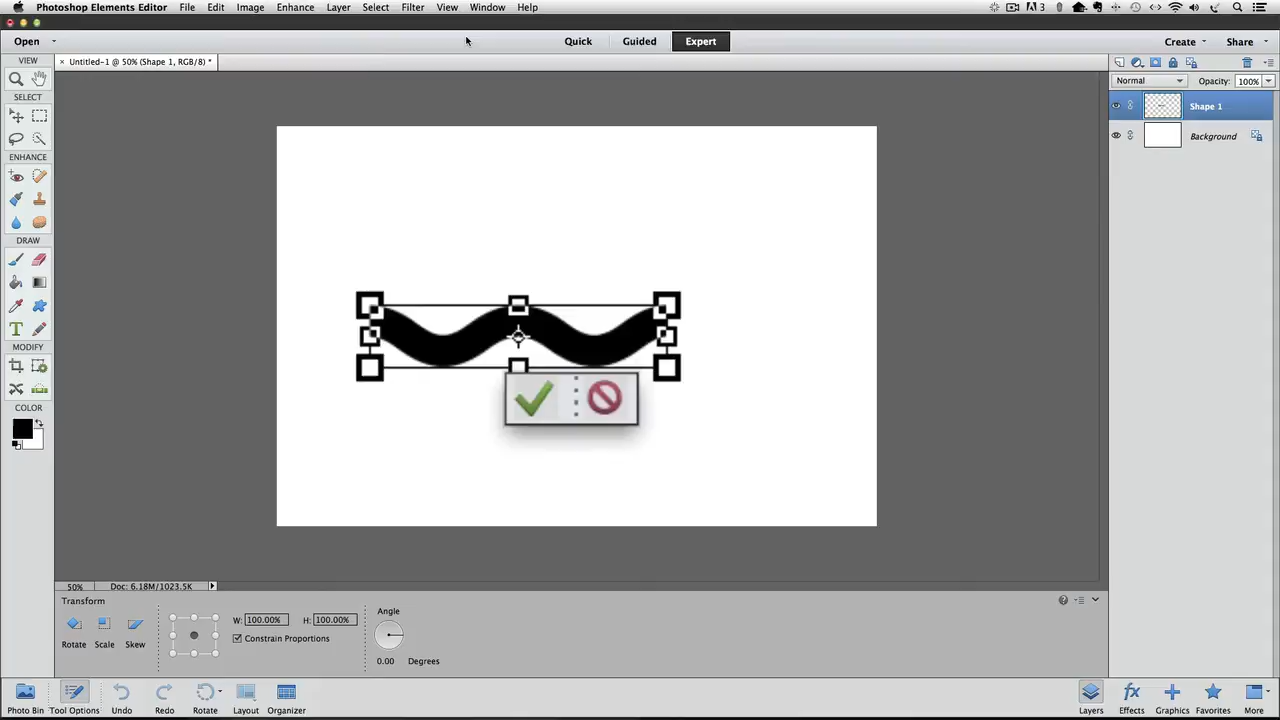 Photoshop Elements Editor File Edit Image Enhance Layer Select Filter View Window Help
3
Open Quick Guided Expert Create Share
VIEW
× Untitled-1 @ 50% (Shape 1, RGB/8) *
Normal Opacity: 100%
SELECT
Shape 1
Background
ENHANCE
DRAW
T
MODIFY
COLOR
50% Doc: 6.18M/1023.5K
Transform
Angle
W: 100.00% H: 100.00%
Constrain Proportions
Rotate Scale Skew
0.00 Degrees
fx
Photo Bin Tool Options Undo Redo Rotate Layout Organizer Layers Effects Graphics Favorites More